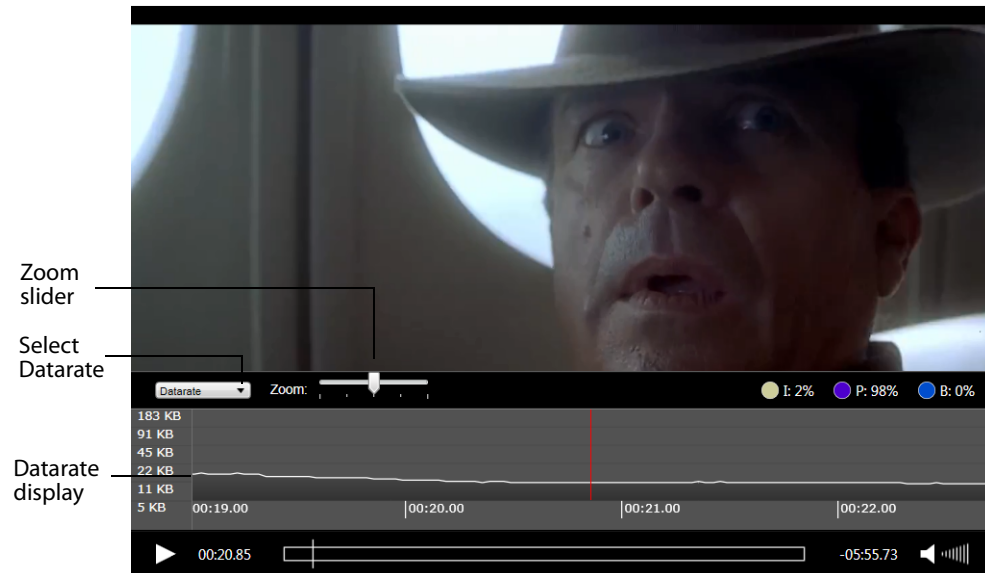 Zoom
slider
Select
Datarate
Datarate
Zoom:
I: 2%
P: 98%
B: 0%
183 KB
91 KB
45 KB
22 KB
11 KB
5 KB
Datarate
display
00:19.00
00:20.00
00:21.00
00:22.00
00:20.85
-05:55.73